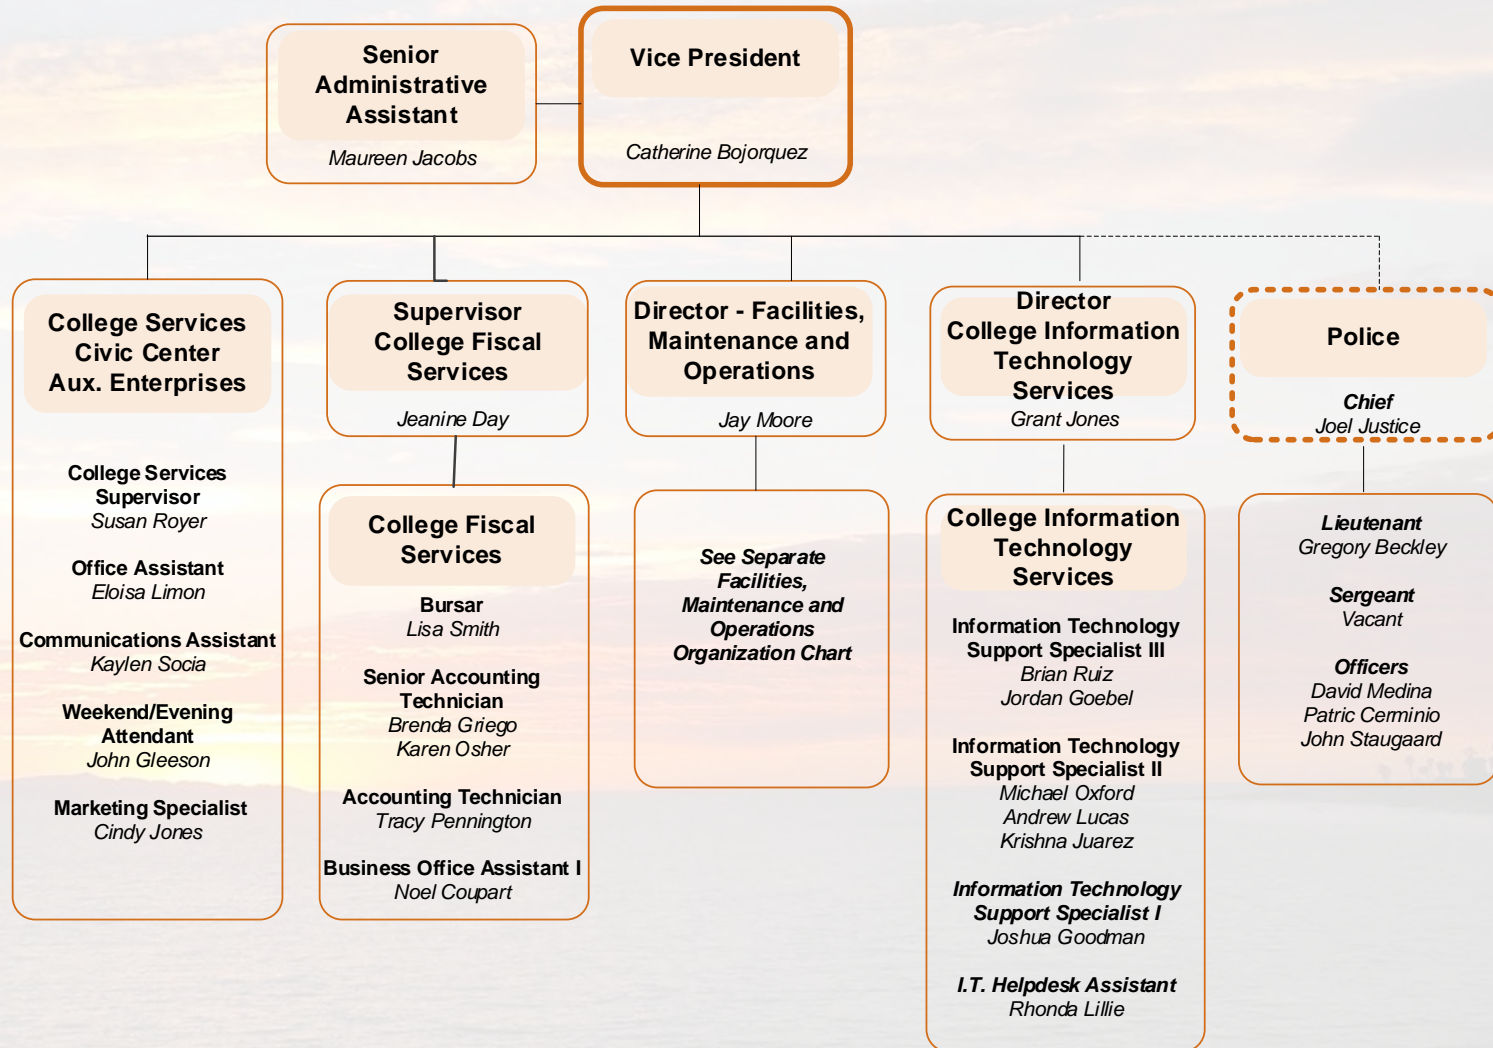 Senior
Administrative
Assistant
Maureen Jacobs
Vice President
Catherine Bojorquez
College Services
Civic Center
Aux. Enterprises
College Services
Supervisor
Susan Royer
Office Assistant
Eloisa Limon
Communications Assistant
Kaylen Socia
Weekend/Evening
Attendant
John Gleeson
Marketing Specialist
Cindy Jones
Supervisor
College Fiscal
Services
Jeanine Day
College Fiscal
Services
Bursar
Lisa Smith
Senior Accounting
Technician
Brenda Griego
Karen Osher
Accounting Technician
Tracy Pennington
Business Office Assistant I
Noel Coupart
Director - Facilities,
Maintenance and
Operations
Jay Moore
See Separate
Facilities,
Maintenance and
Operations
Organization Chart
Director
College Information
Technology
Services
Grant Jones
College Information
Technology
Services
Information Technology
Support Specialist III
Brian Ruiz
Jordan Goebel
Information Technology
Support Specialist II
Michael Oxford
Andrew Lucas
Krishna Juarez
Information Technology
Support Specialist I
Joshua Goodman
I.T. Helpdesk Assistant
Rhonda Lillie
Police
Chief
Joel Justice
Lieutenant
Gregory Beckley
Sergeant
Vacant
Officers
David Medina
Patric Cerminio
John Staugaard